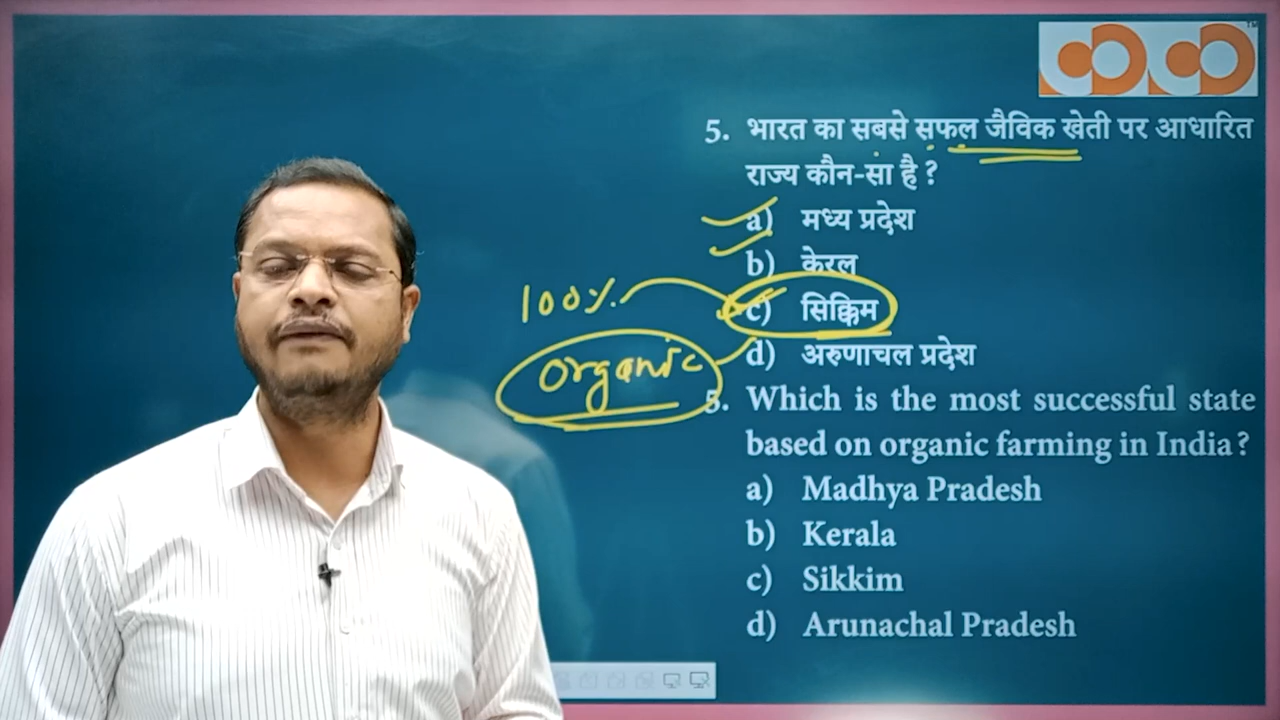 TM
5. भारत का सबसे सफल जैविक खेती पर आधारित
राज्य कौन-सा है ?
a) मध्य प्रदेश
b) केरल
100%
c) सिक्किम
organic
d) अरुणाचल प्रदेश
5. Which is the most successful state
based on organic farming in India?
a) Madhya Pradesh
b) Kerala
c) Sikkim
d) Arunachal Pradesh